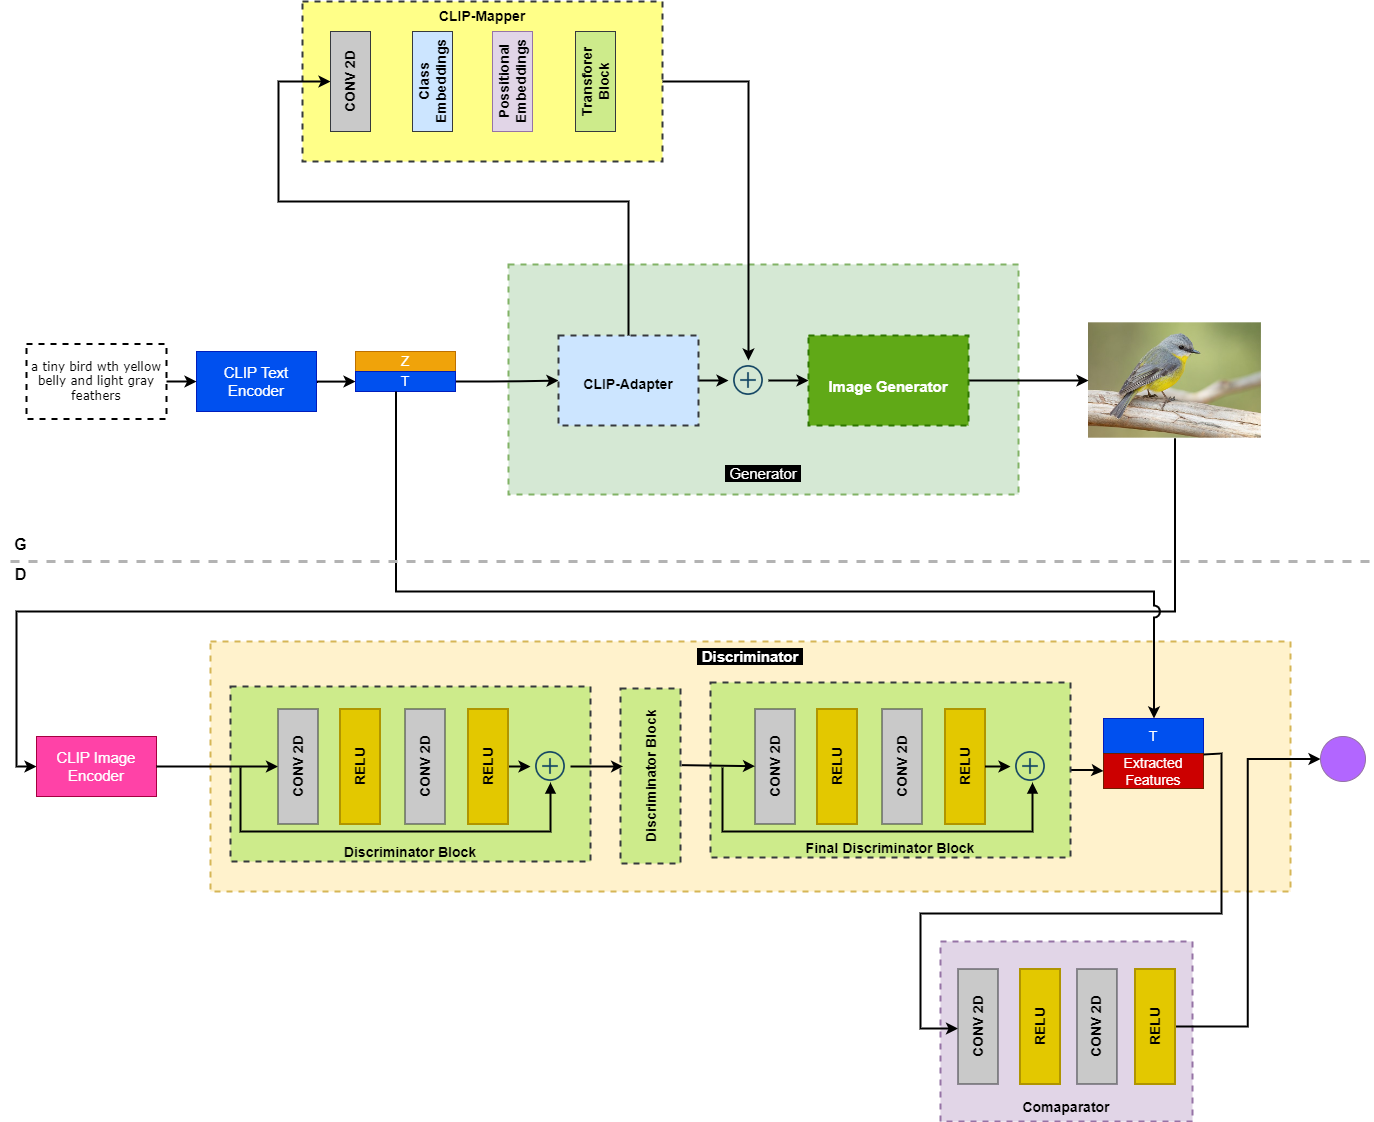 CLIP-Mapper
CONV 2D
Class
Embeddings
Possitional
Embeddings
Transforer
Block
a tiny bird wth yellow
belly and light gray
feathers
CLIP Text
Encoder
Z
T
CLIP-Adapter
Image Generator
Generator
G
D
Discriminator
CLIP Image
Encoder
CONV 2D
RELU
CONV 2D
RELU
Discriminator Block
Discriminator Block
CONV 2D
RELU
CONV 2D
RELU
Final Discriminator Block
T
Extracted
Features
CONV 2D
RELU
CONV 2D
RELU
Comaparator